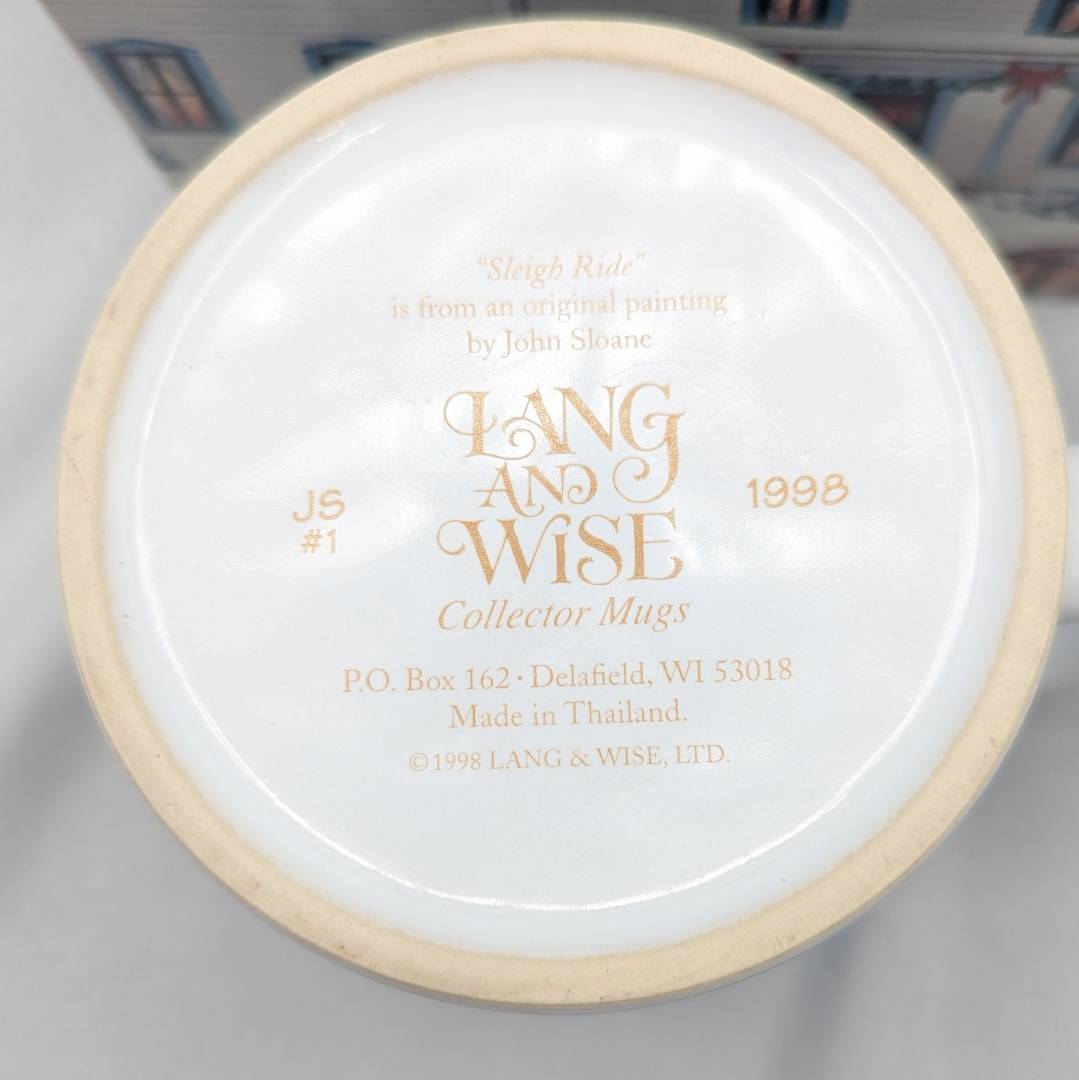 "Sleigh Ride"
is from an original painting
by John Sloane
LANG
AND
WiSE
JS
#1
1998
Collector Mugs
P.O. Box 162 · Delafield, WI 53018
Made in Thailand.
©1998 LANG & WISE, LTD.